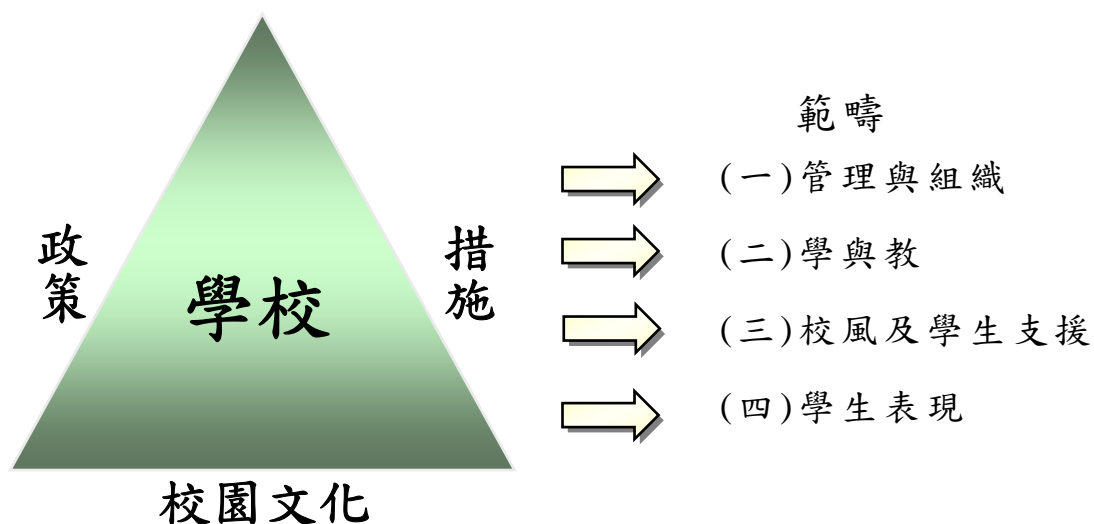 政策
學校
措施
校園文化
範疇
(一)管理與組織
(二)學與教
(三)校風及學生支援
(四)學生表現